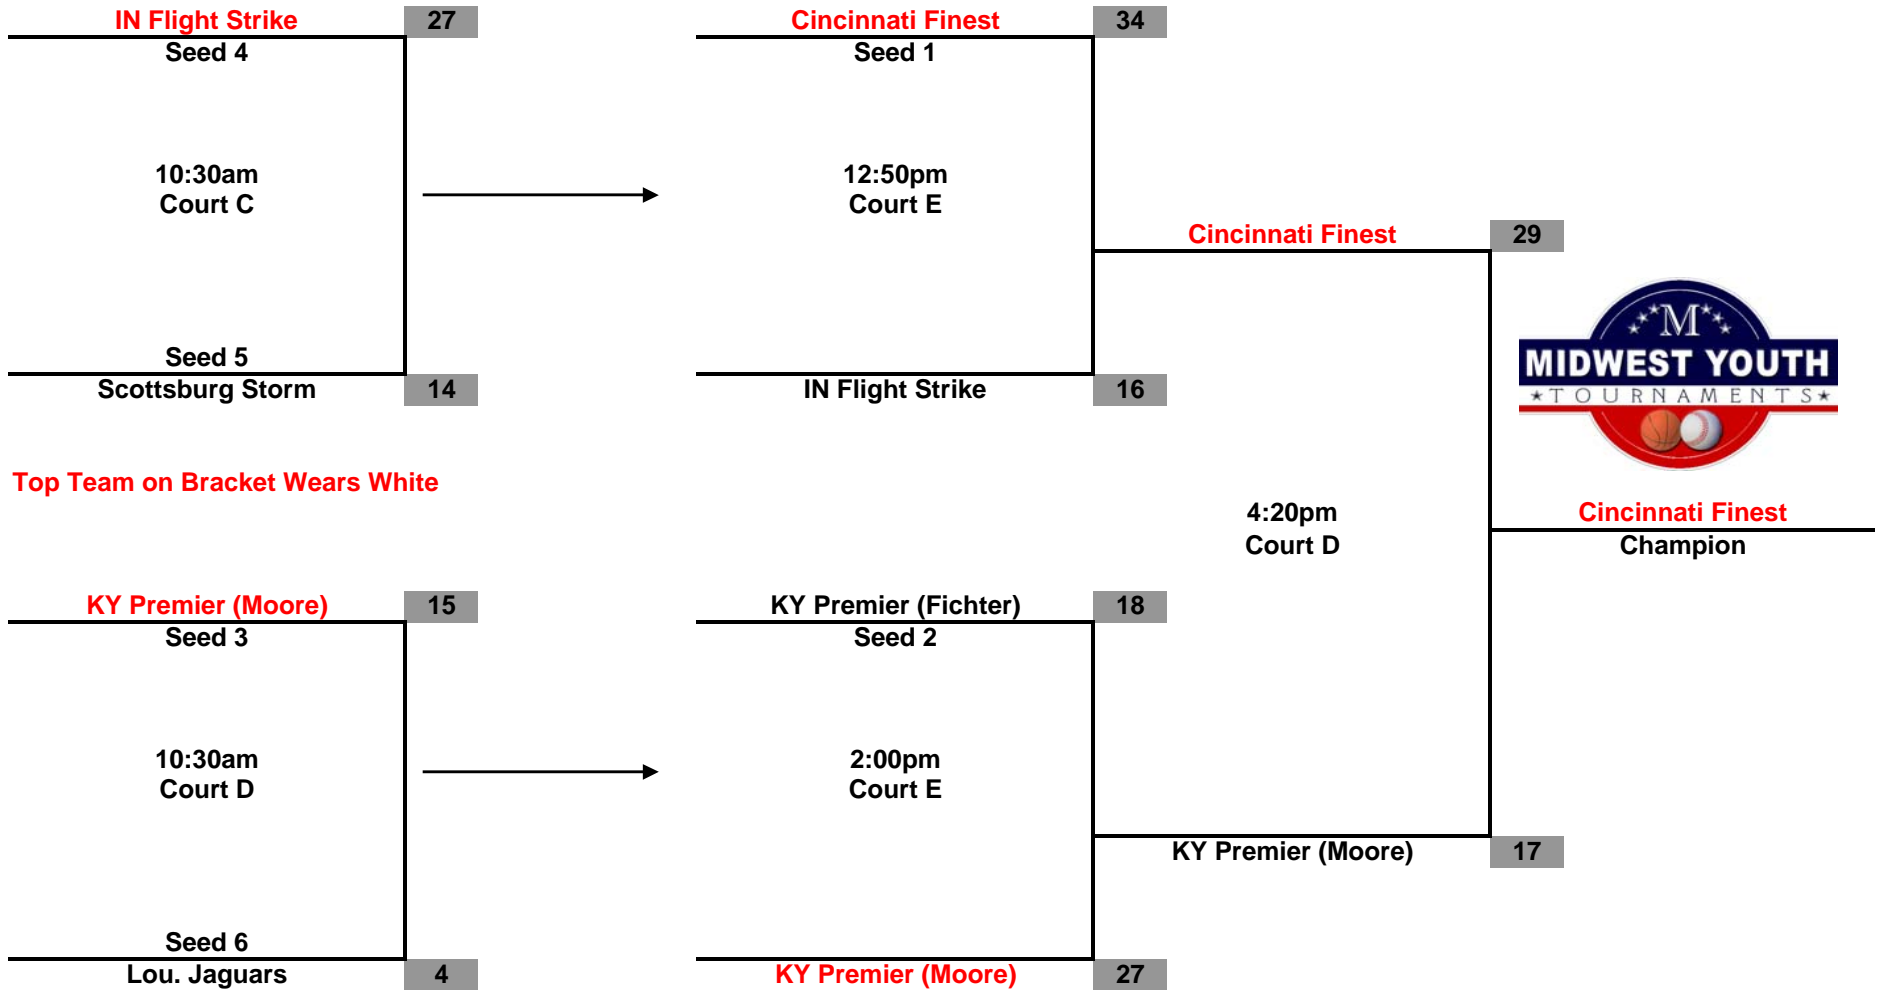 IN Flight Strike 27
Seed 4
10:30am
Court C
Seed 5
Scottsburg Storm 14
Cincinnati Finest 34
Seed 1
12:50pm
Court E
IN Flight Strike 16
Cincinnati Finest 29
M
MIDWEST YOUTH
★TOURNAMENTS★
Top Team on Bracket Wears White
4:20pm
Court D
Cincinnati Finest
Champion
KY Premier (Moore) 15
Seed 3
10:30am
Court D
Seed 6
Lou. Jaguars 4
KY Premier (Fichter) 18
Seed 2
2:00pm
Court E
KY Premier (Moore) 27
KY Premier (Moore) 17